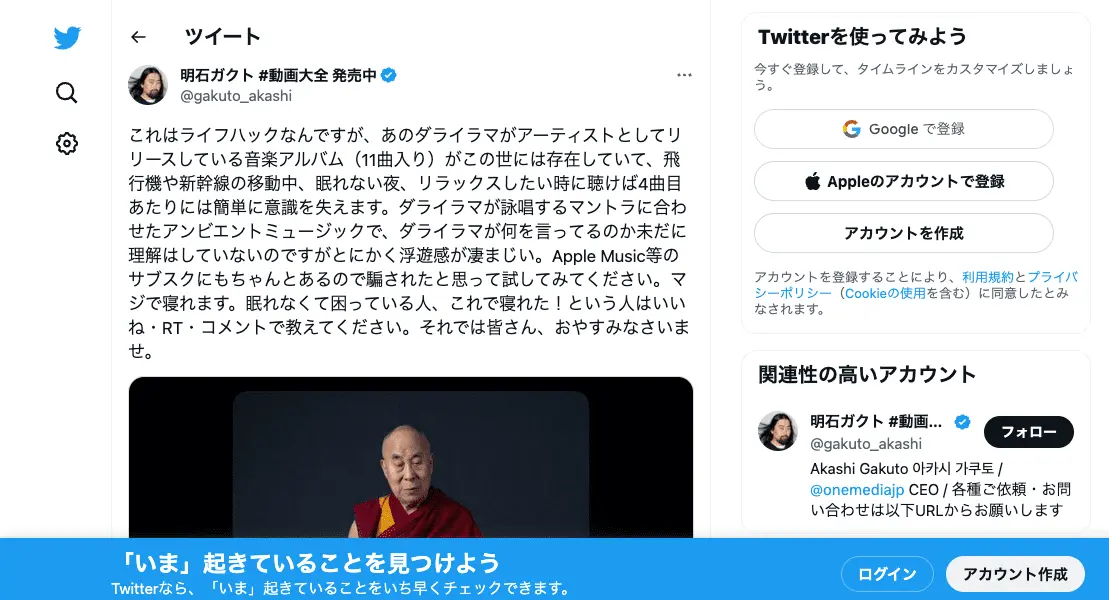 ツイート
明石ガクト #動画大全 発売中
@gakuto_akashi
これはライフハックなんですが、あのダライラマがアーティストとしてリ
リースしている音楽アルバム（11曲入り）がこの世には存在していて、飛
行機や新幹線の移動中、眠れない夜、リラックスしたい時に聴けば4曲目
あたりには簡単に意識を失えます。ダライラマが詠唱するマントラに合わ
せたアンビエントミュージックで、ダライラマが何を言ってるのか未だに
理解はしていないのですがとにかく浮遊感が凄まじい。Apple Music等の
サブスクにもちゃんとあるので騙されたと思って試してみてください。マ
ジで寝れます。眠れなくて困っている人、これで寝れた！という人はいい
ね・RT・コメントで教えてください。それでは皆さん、おやすみなさいま
せ。
Twitterを使ってみよう
今すぐ登録して、タイムラインをカスタマイズしましょ
う。
Google で登録
Appleのアカウントで登録
アカウントを作成
アカウントを登録することにより、利用規約とプライバ
シーポリシー（Cookieの使用を含む）に同意したとみ
なされます。
関連性の高いアカウント
明石ガクト #動画...
@gakuto_akashi
フォロー
Akashi Gakuto 아카시 가쿠토 /
@onemediajp CEO / 各種ご依頼・お問
い合わせは以下URLからお願いします
「いま」起きていることを見つけよう
Twitterなら、「いま」起きていることをいち早くチェックできます。
ログイン
アカウント作成